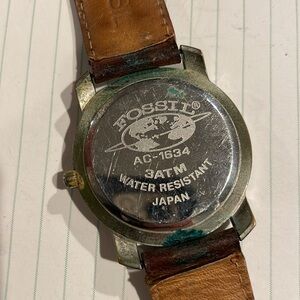 FOSSIL®
AC-1634
3ATM
WATER RESISTANT
JAPAN